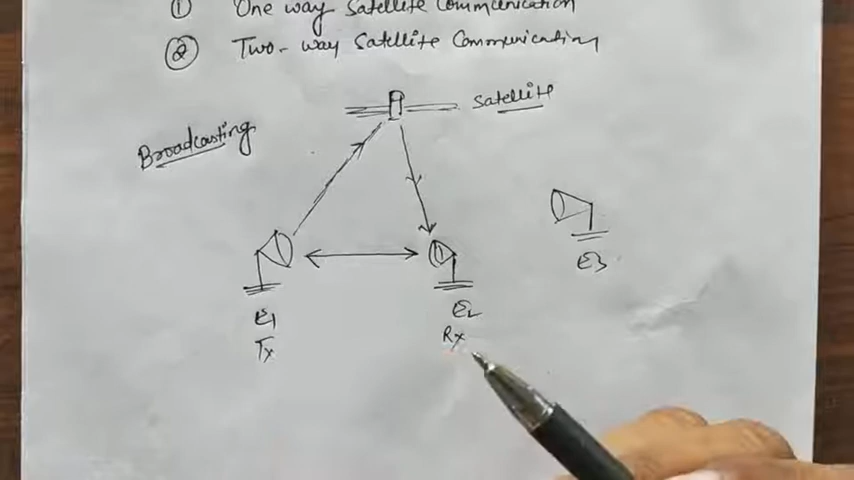 ① One way Satellite Communication
② Two-way Satellite Communication
Satellite
Broadcasting
E3
E1
E2
Tx
Rx